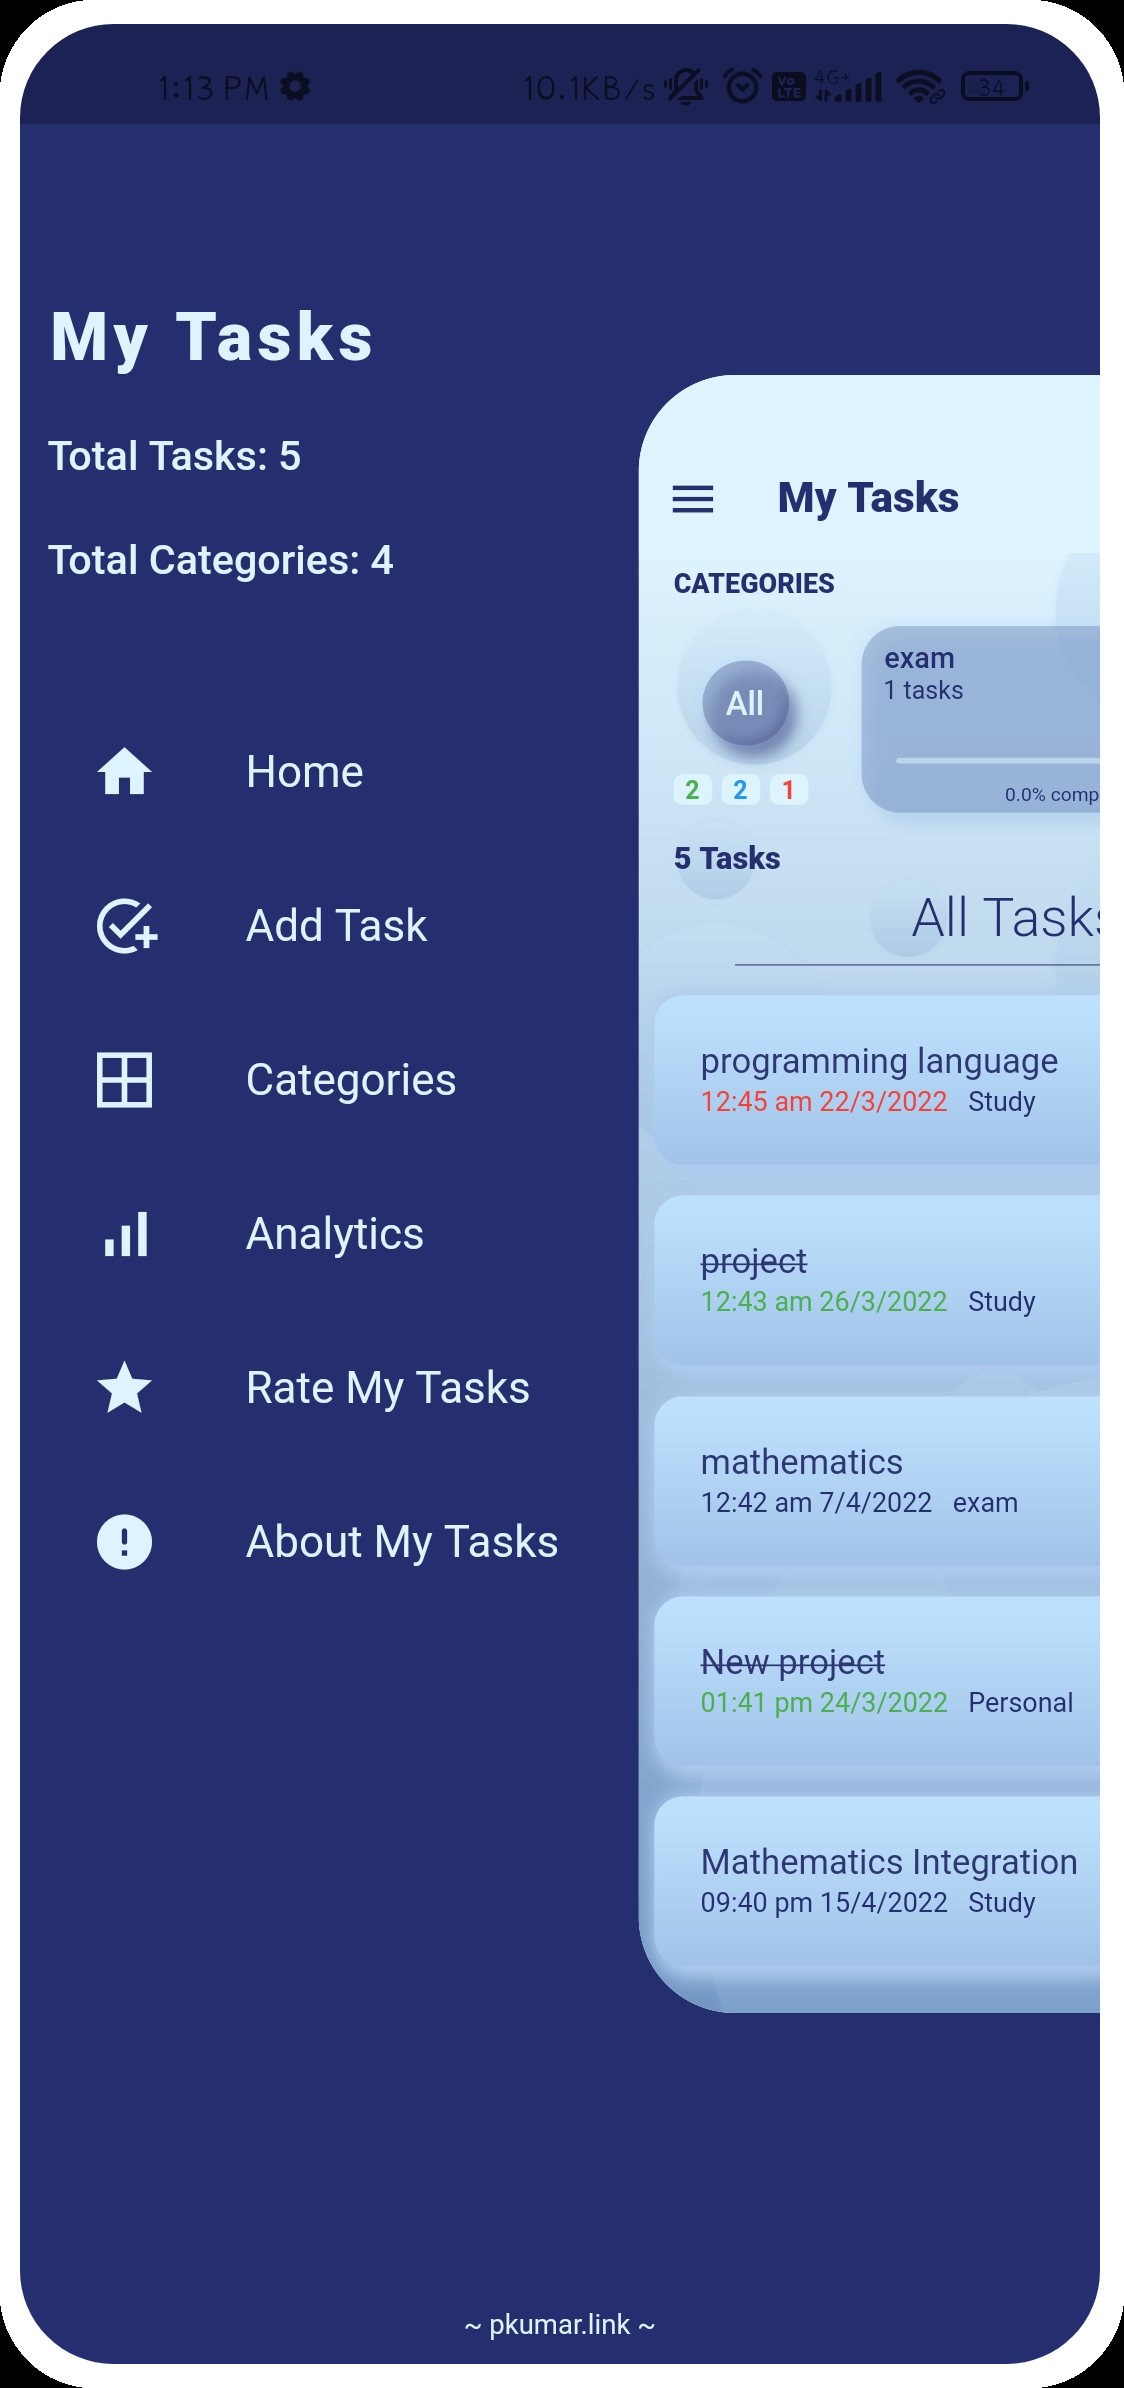 1:13 PM 10.1KB/s Vo LTE 4G+ 34
My Tasks
Total Tasks: 5
Total Categories: 4
Home
Add Task
Categories
Analytics
Rate My Tasks
About My Tasks
My Tasks
CATEGORIES
All
2 2 1
exam
1 tasks
0.0% comp
5 Tasks
All Tasks
programming language
12:45 am 22/3/2022 Study
project
12:43 am 26/3/2022 Study
mathematics
12:42 am 7/4/2022 exam
New project
01:41 pm 24/3/2022 Personal
Mathematics Integration
09:40 pm 15/4/2022 Study
~ pkumar.link ~